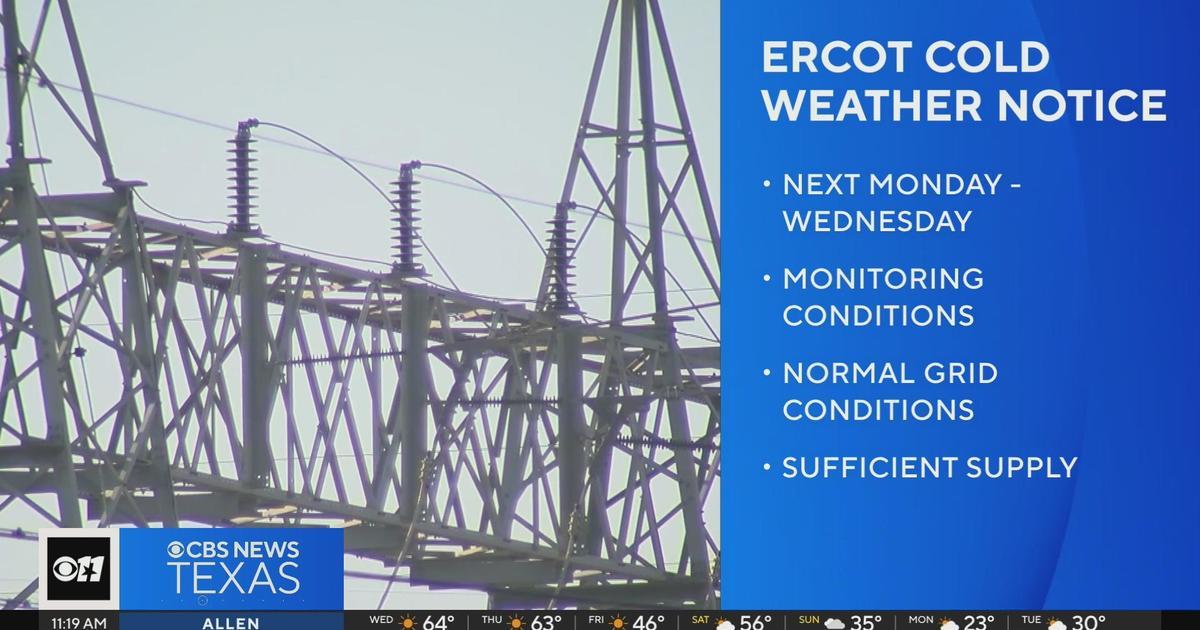 ERCOT COLD
WEATHER NOTICE
• NEXT MONDAY -
WEDNESDAY
• MONITORING
CONDITIONS
• NORMAL GRID
CONDITIONS
• SUFFICIENT SUPPLY
11
CBS NEWS
TEXAS
11:19 AM
ALLEN
WED 64°
THU 63°
FRI 46°
SAT 56°
SUN 35°
MON 23°
TUE 30°